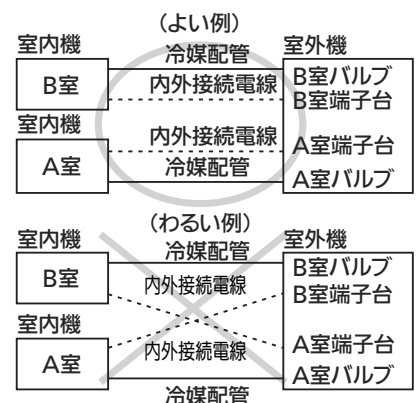 （よい例）
室内機
冷媒配管
室外機
B室
内外接続電線
B室バルブ
B室端子台
室内機
A室
内外接続電線
冷媒配管
A室端子台
A室バルブ
（わるい例）
室内機
冷媒配管
室外機
B室
内外接続電線
B室バルブ
B室端子台
室内機
A室
内外接続電線
A室端子台
A室バルブ
冷媒配管